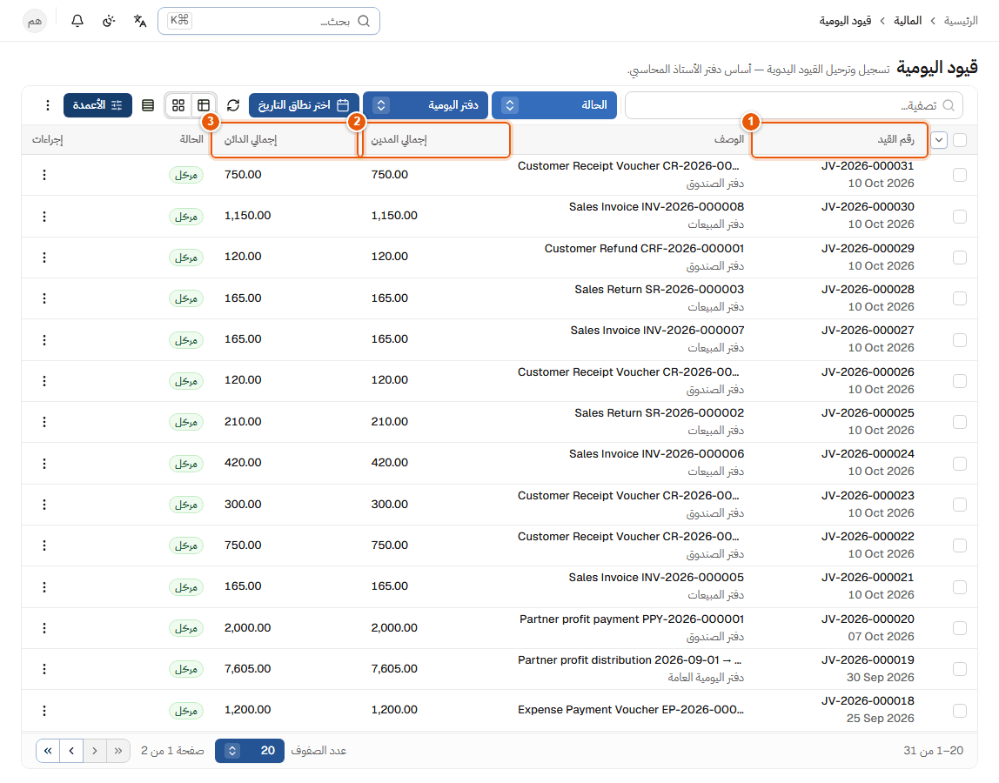 الرئيسية > المالية > قيود اليومية
بحث... ⌘K
هم
قيود اليومية
تسجيل وترحيل القيود اليدوية — أساس دفتر الأستاذ المحاسبي.
تصفية...
الحالة
دفتر اليومية
اختر نطاق التاريخ
الأعمدة
1
2
3
رقم القيد الوصف إجمالي المدين إجمالي الدائن الحالة إجراءات
JV-2026-000031 Customer Receipt Voucher CR-2026-00... 750.00 750.00 مرحّل
10 Oct 2026 دفتر الصندوق
JV-2026-000030 Sales Invoice INV-2026-000008 1,150.00 1,150.00 مرحّل
10 Oct 2026 دفتر المبيعات
JV-2026-000029 Customer Refund CRF-2026-000001 120.00 120.00 مرحّل
10 Oct 2026 دفتر الصندوق
JV-2026-000028 Sales Return SR-2026-000003 165.00 165.00 مرحّل
10 Oct 2026 دفتر المبيعات
JV-2026-000027 Sales Invoice INV-2026-000007 165.00 165.00 مرحّل
10 Oct 2026 دفتر المبيعات
JV-2026-000026 Customer Receipt Voucher CR-2026-00... 120.00 120.00 مرحّل
10 Oct 2026 دفتر الصندوق
JV-2026-000025 Sales Return SR-2026-000002 210.00 210.00 مرحّل
10 Oct 2026 دفتر المبيعات
JV-2026-000024 Sales Invoice INV-2026-000006 420.00 420.00 مرحّل
10 Oct 2026 دفتر المبيعات
JV-2026-000023 Customer Receipt Voucher CR-2026-00... 300.00 300.00 مرحّل
10 Oct 2026 دفتر الصندوق
JV-2026-000022 Customer Receipt Voucher CR-2026-00... 750.00 750.00 مرحّل
10 Oct 2026 دفتر الصندوق
JV-2026-000021 Sales Invoice INV-2026-000005 165.00 165.00 مرحّل
10 Oct 2026 دفتر المبيعات
JV-2026-000020 Partner profit payment PPY-2026-000001 2,000.00 2,000.00 مرحّل
07 Oct 2026 دفتر الصندوق
JV-2026-000019 Partner profit distribution 2026-09-01 → ... 7,605.00 7,605.00 مرحّل
30 Sep 2026 دفتر اليومية العامة
JV-2026-000018 Expense Payment Voucher EP-2026-000... 1,200.00 1,200.00 مرحّل
25 Sep 2026
1–20 من 31
عدد الصفوف 20 صفحة 1 من 2